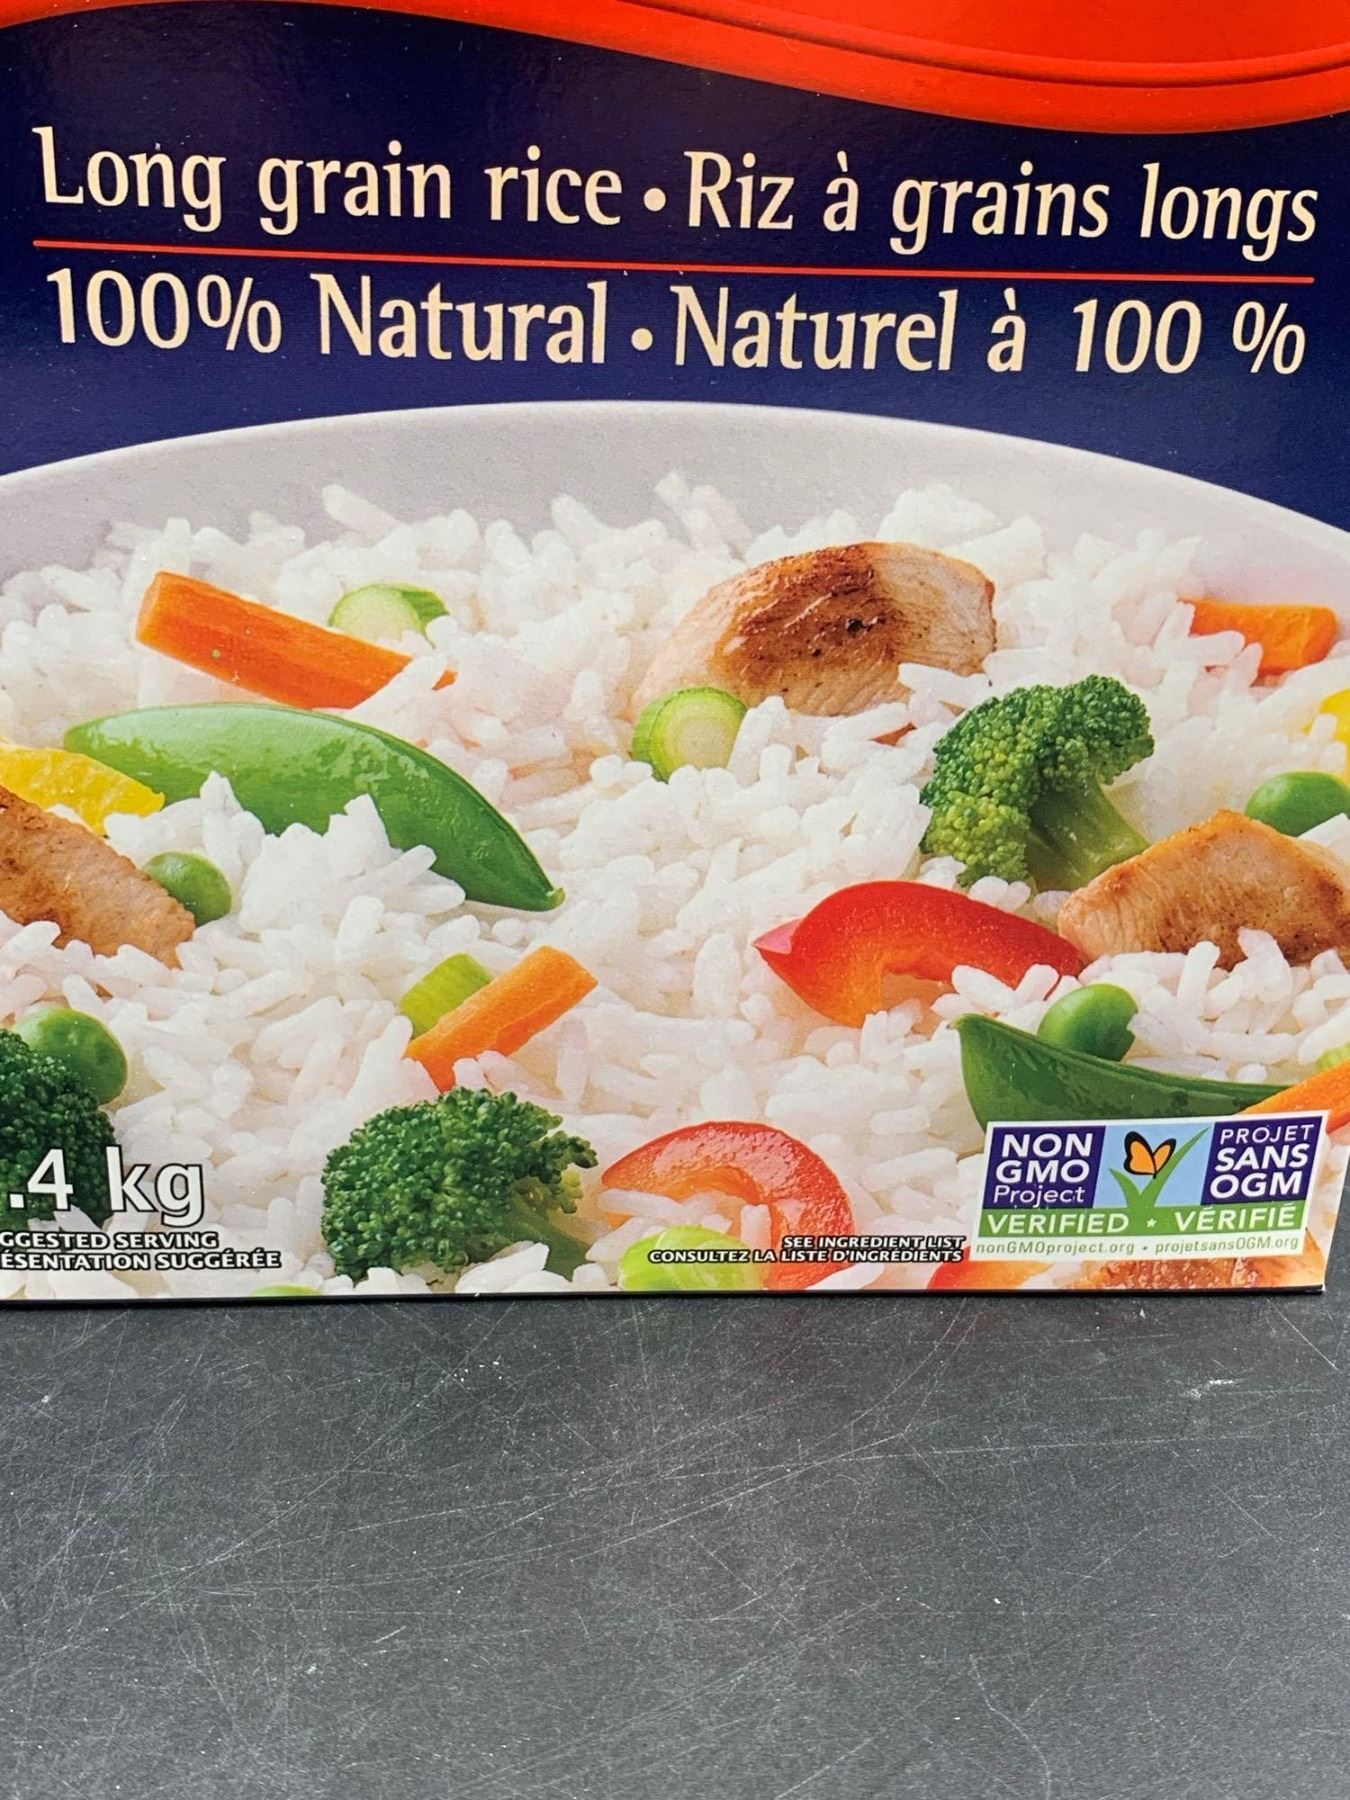 Long grain rice • Riz à grains longs
100% Natural • Naturel à 100 %
.4 kg
GGESTED SERVING
ÉSENTATION SUGGÉRÉE
SEE INGREDIENT LIST
CONSULTEZ LA LISTE D'INGRÉDIENTS
NON
GMO
Project
PROJET
SANS
OGM
VERIFIED * VÉRIFIÉ
nonGMOproject.org • projetsansOGM.org